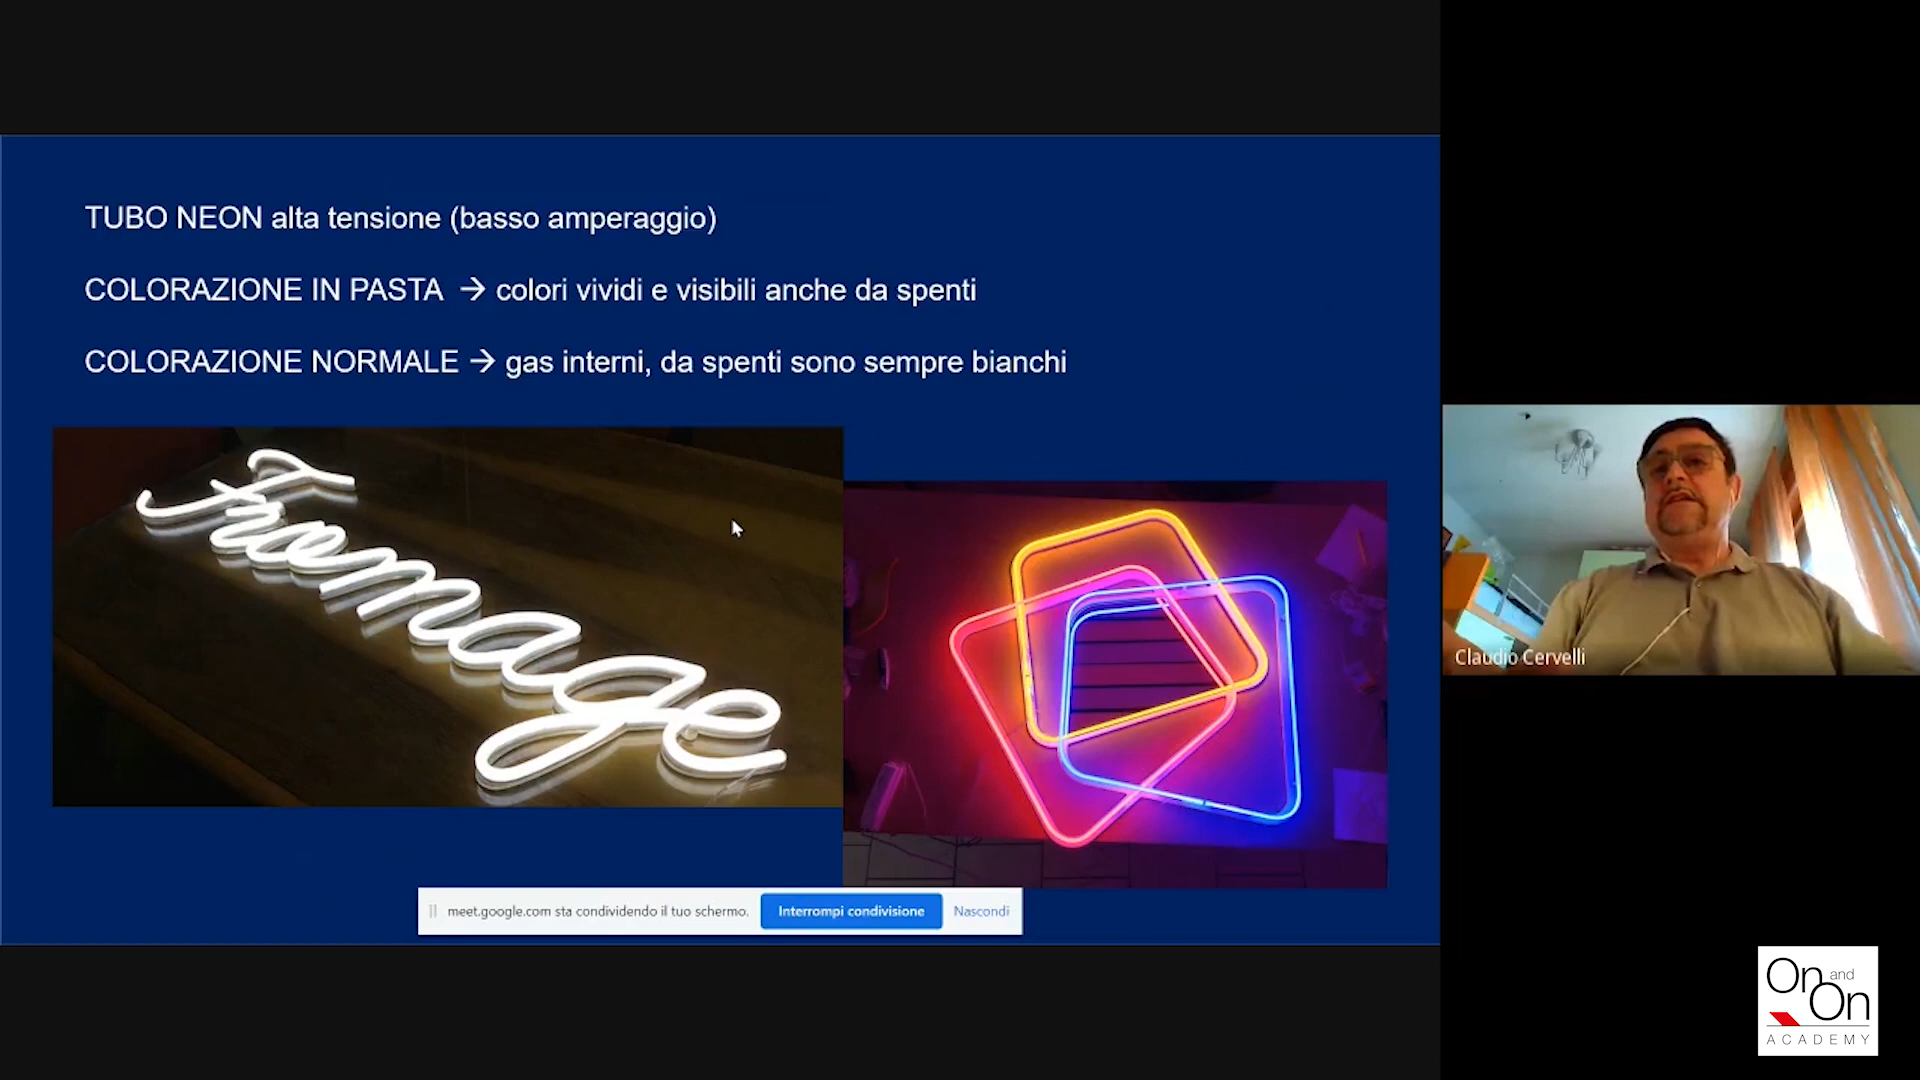 TUBO NEON alta tensione (basso amperaggio)
COLORAZIONE IN PASTA → colori vividi e visibili anche da spenti
COLORAZIONE NORMALE → gas interni, da spenti sono sempre bianchi
fromage
meet.google.com sta condividendo il tuo schermo.
Interrompi condivisione
Nascondi
Claudio Cervelli
On and
On
ACADEMY